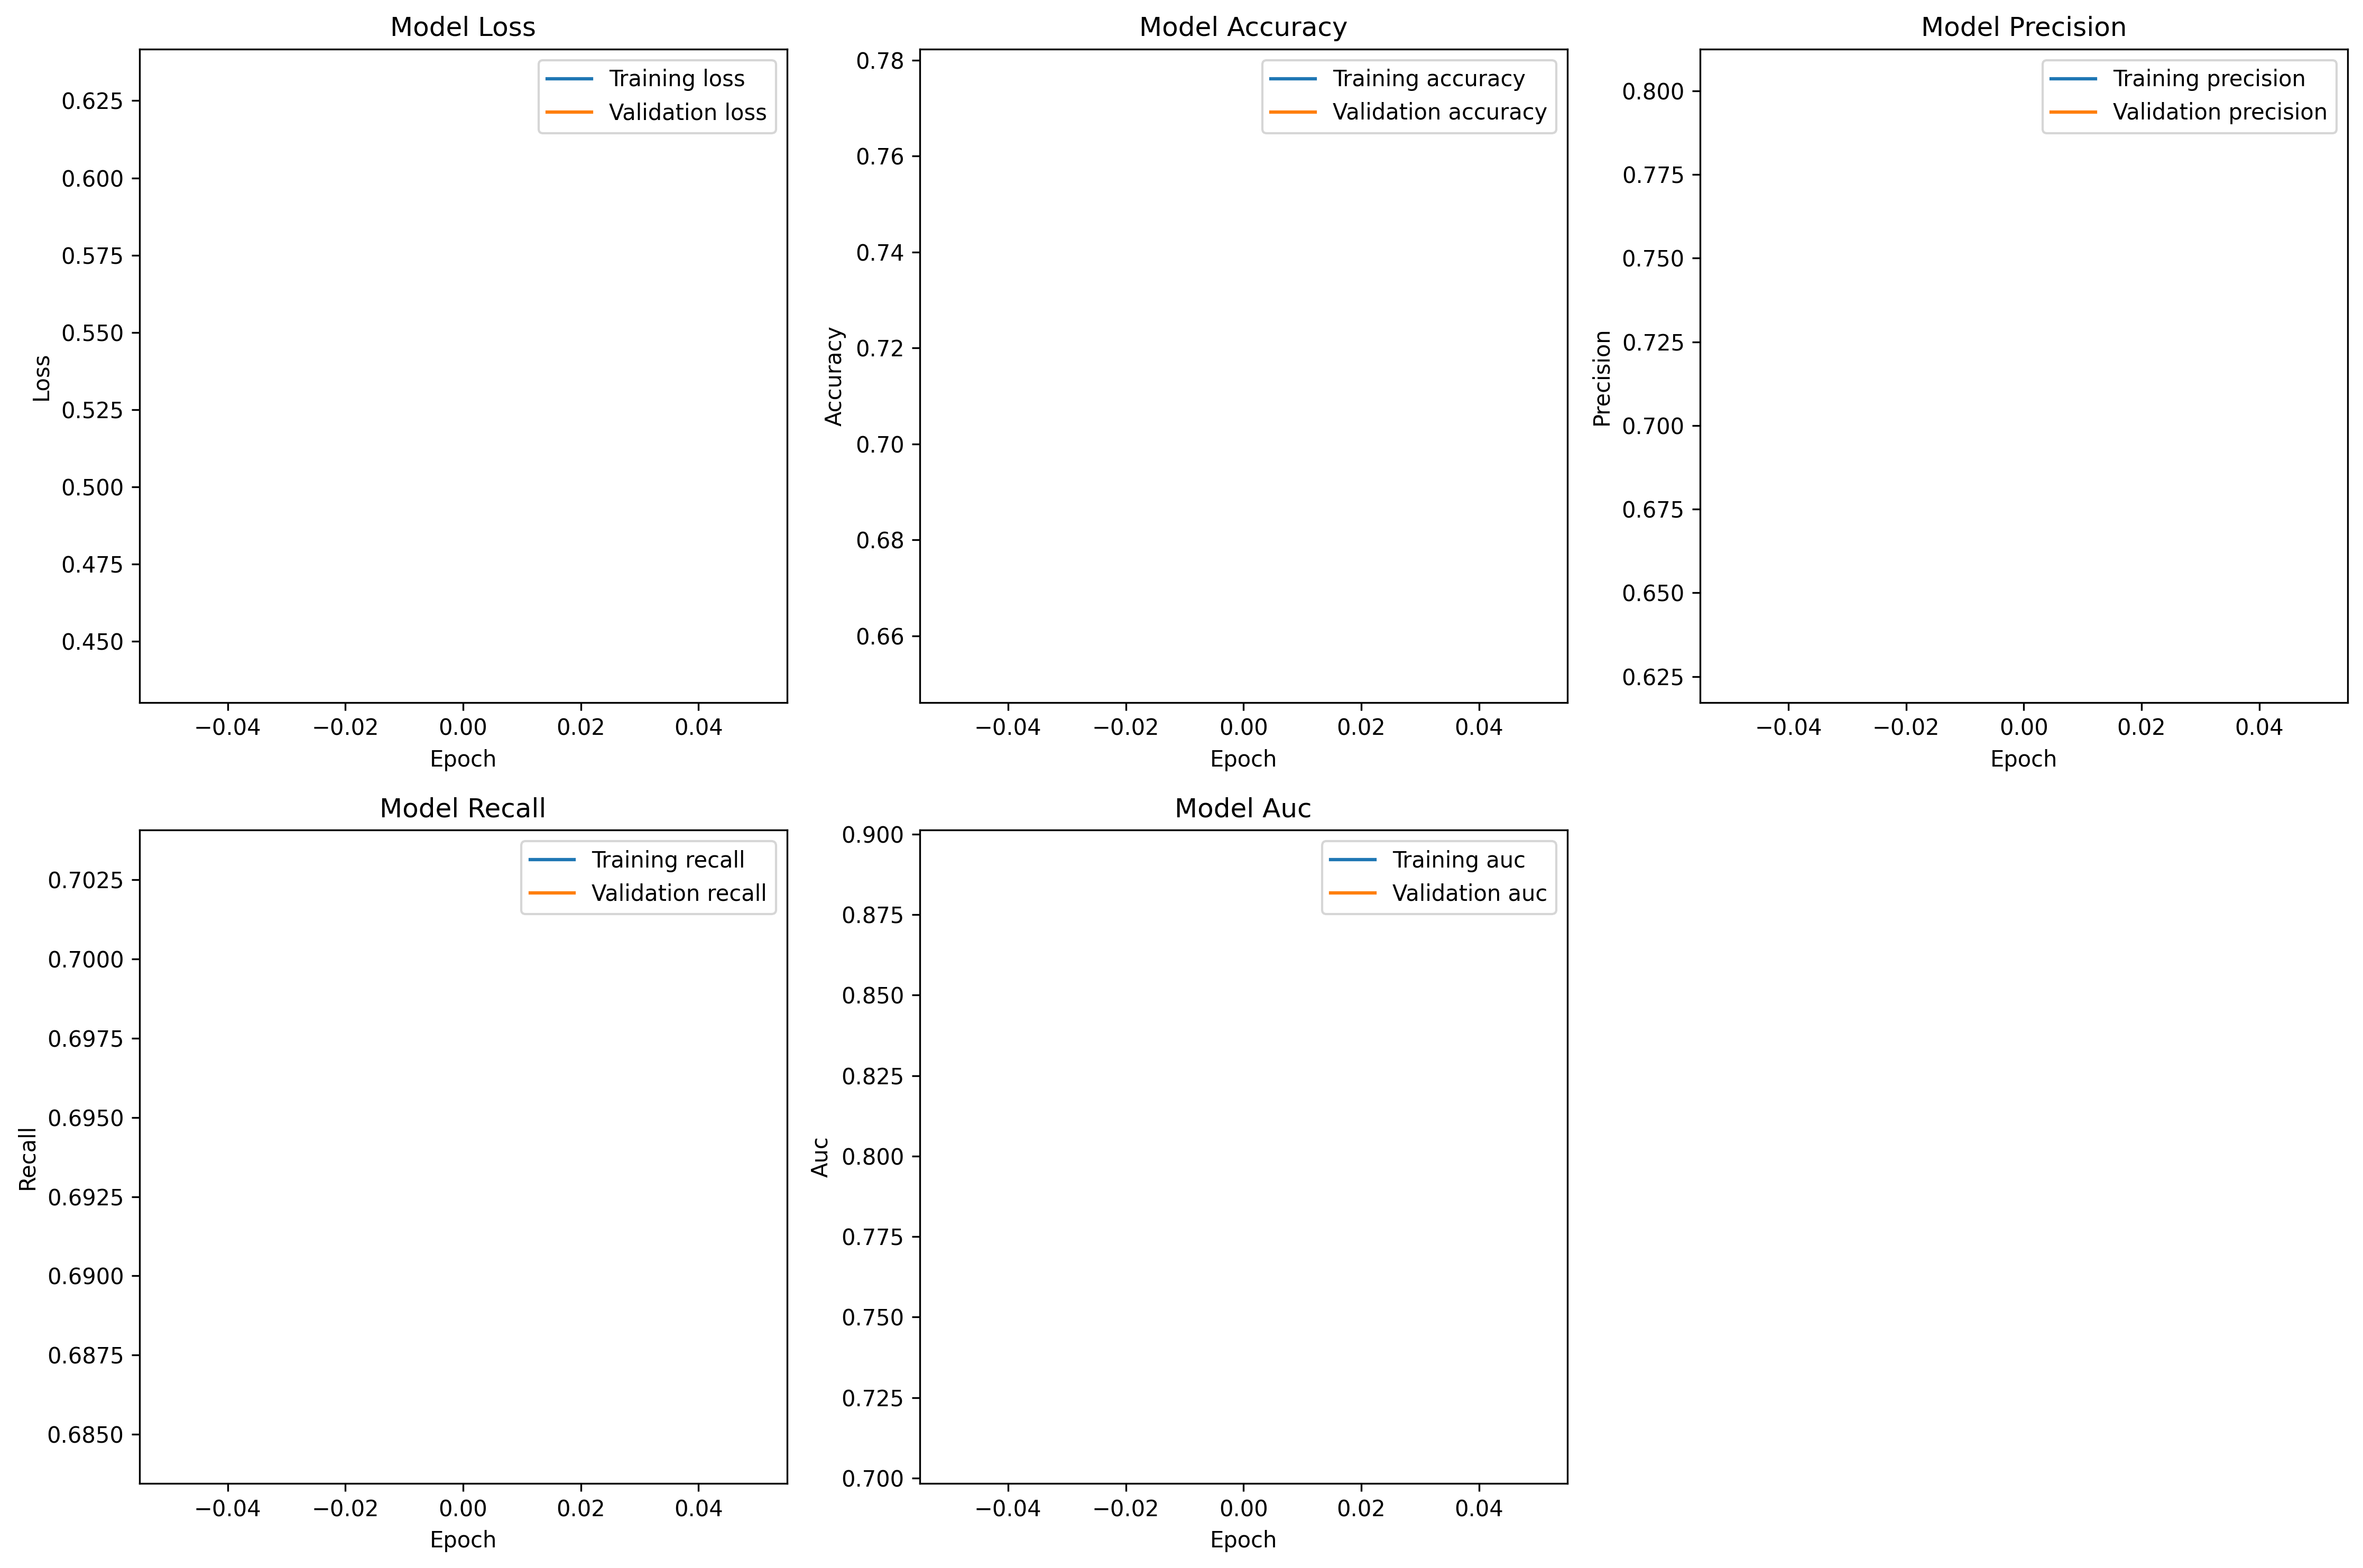 Model Loss
Training loss
Validation loss
0.625
0.600
0.575
0.550
0.525
0.500
0.475
0.450
Loss
−0.04 −0.02 0.00 0.02 0.04
Epoch
Model Accuracy
Training accuracy
Validation accuracy
0.78
0.76
0.74
0.72
0.70
0.68
0.66
Accuracy
−0.04 −0.02 0.00 0.02 0.04
Epoch
Model Precision
Training precision
Validation precision
0.800
0.775
0.750
0.725
0.700
0.675
0.650
0.625
Precision
−0.04 −0.02 0.00 0.02 0.04
Epoch
Model Recall
Training recall
Validation recall
0.7025
0.7000
0.6975
0.6950
0.6925
0.6900
0.6875
0.6850
Recall
−0.04 −0.02 0.00 0.02 0.04
Epoch
Model Auc
Training auc
Validation auc
0.900
0.875
0.850
0.825
0.800
0.775
0.750
0.725
0.700
Auc
−0.04 −0.02 0.00 0.02 0.04
Epoch